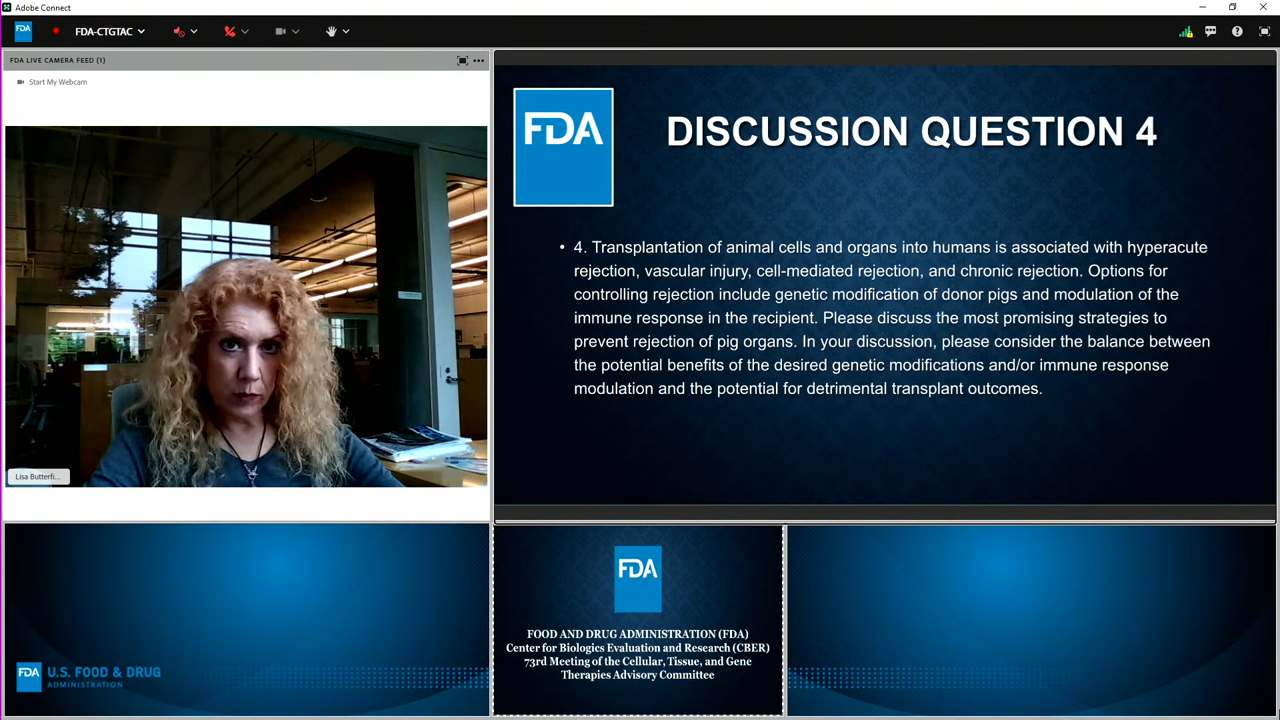 Adobe Connect
FDA
FDA-CTGTAC
FDA LIVE CAMERA FEED (1)
Start My Webcam
Lisa Butterfi...
FDA
DISCUSSION QUESTION 4
• 4. Transplantation of animal cells and organs into humans is associated with hyperacute
rejection, vascular injury, cell-mediated rejection, and chronic rejection. Options for
controlling rejection include genetic modification of donor pigs and modulation of the
immune response in the recipient. Please discuss the most promising strategies to
prevent rejection of pig organs. In your discussion, please consider the balance between
the potential benefits of the desired genetic modifications and/or immune response
modulation and the potential for detrimental transplant outcomes.
FDA
U.S. FOOD & DRUG
ADMINISTRATION
FDA
FOOD AND DRUG ADMINISTRATION (FDA)
Center for Biologics Evaluation and Research (CBER)
73rd Meeting of the Cellular, Tissue, and Gene
Therapies Advisory Committee